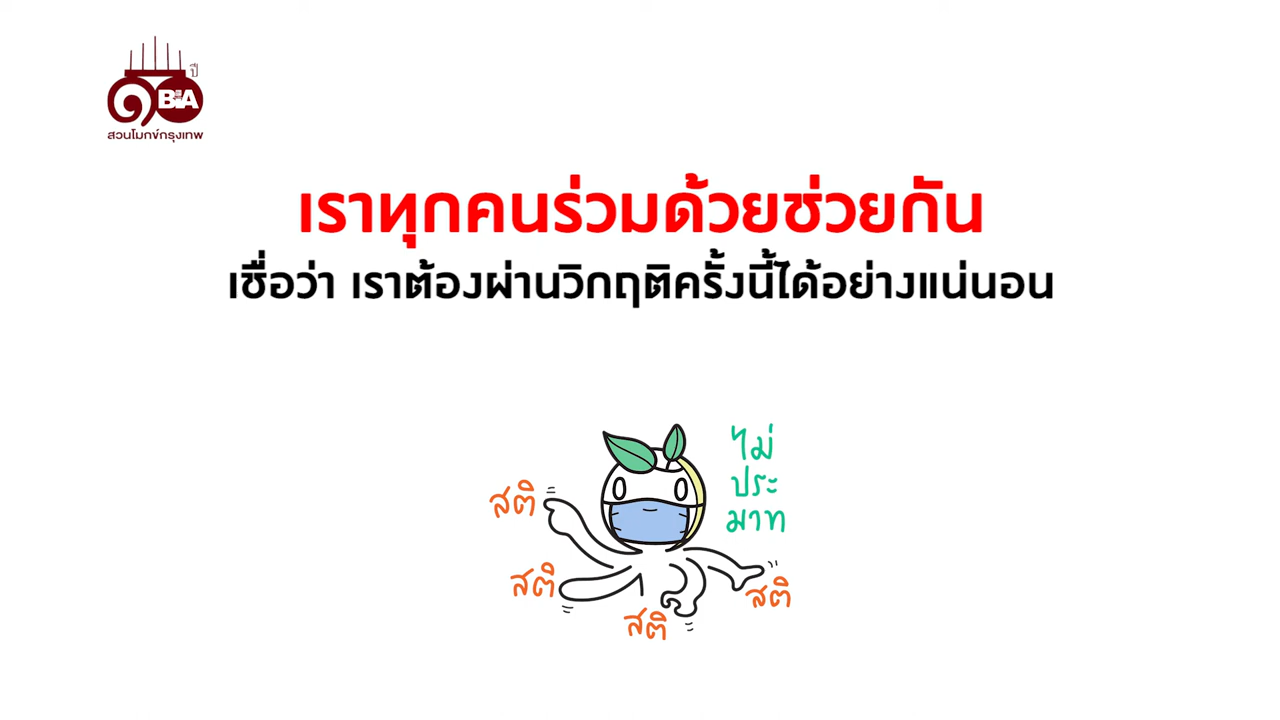 ๑๐ ปี
BIA
สวนโมกข์กรุงเทพ
เราทุกคนร่วมด้วยช่วยกัน
เชื่อว่า เราต้องผ่านวิกฤติครั้งนี้ได้อย่างแน่นอน
ไม่
ประ
มาท
สติ
สติ
สติ
สติ